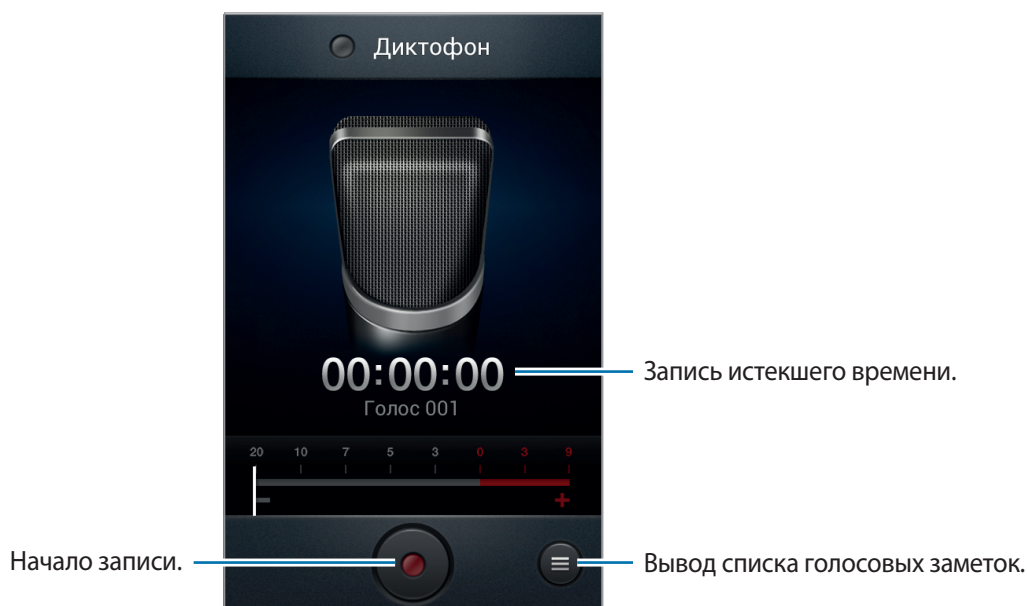 Диктофон
00:00:00
Запись истекшего времени.
Голос 001
20 10 7 5 3 0 3 9
− +
Начало записи.
Вывод списка голосовых заметок.